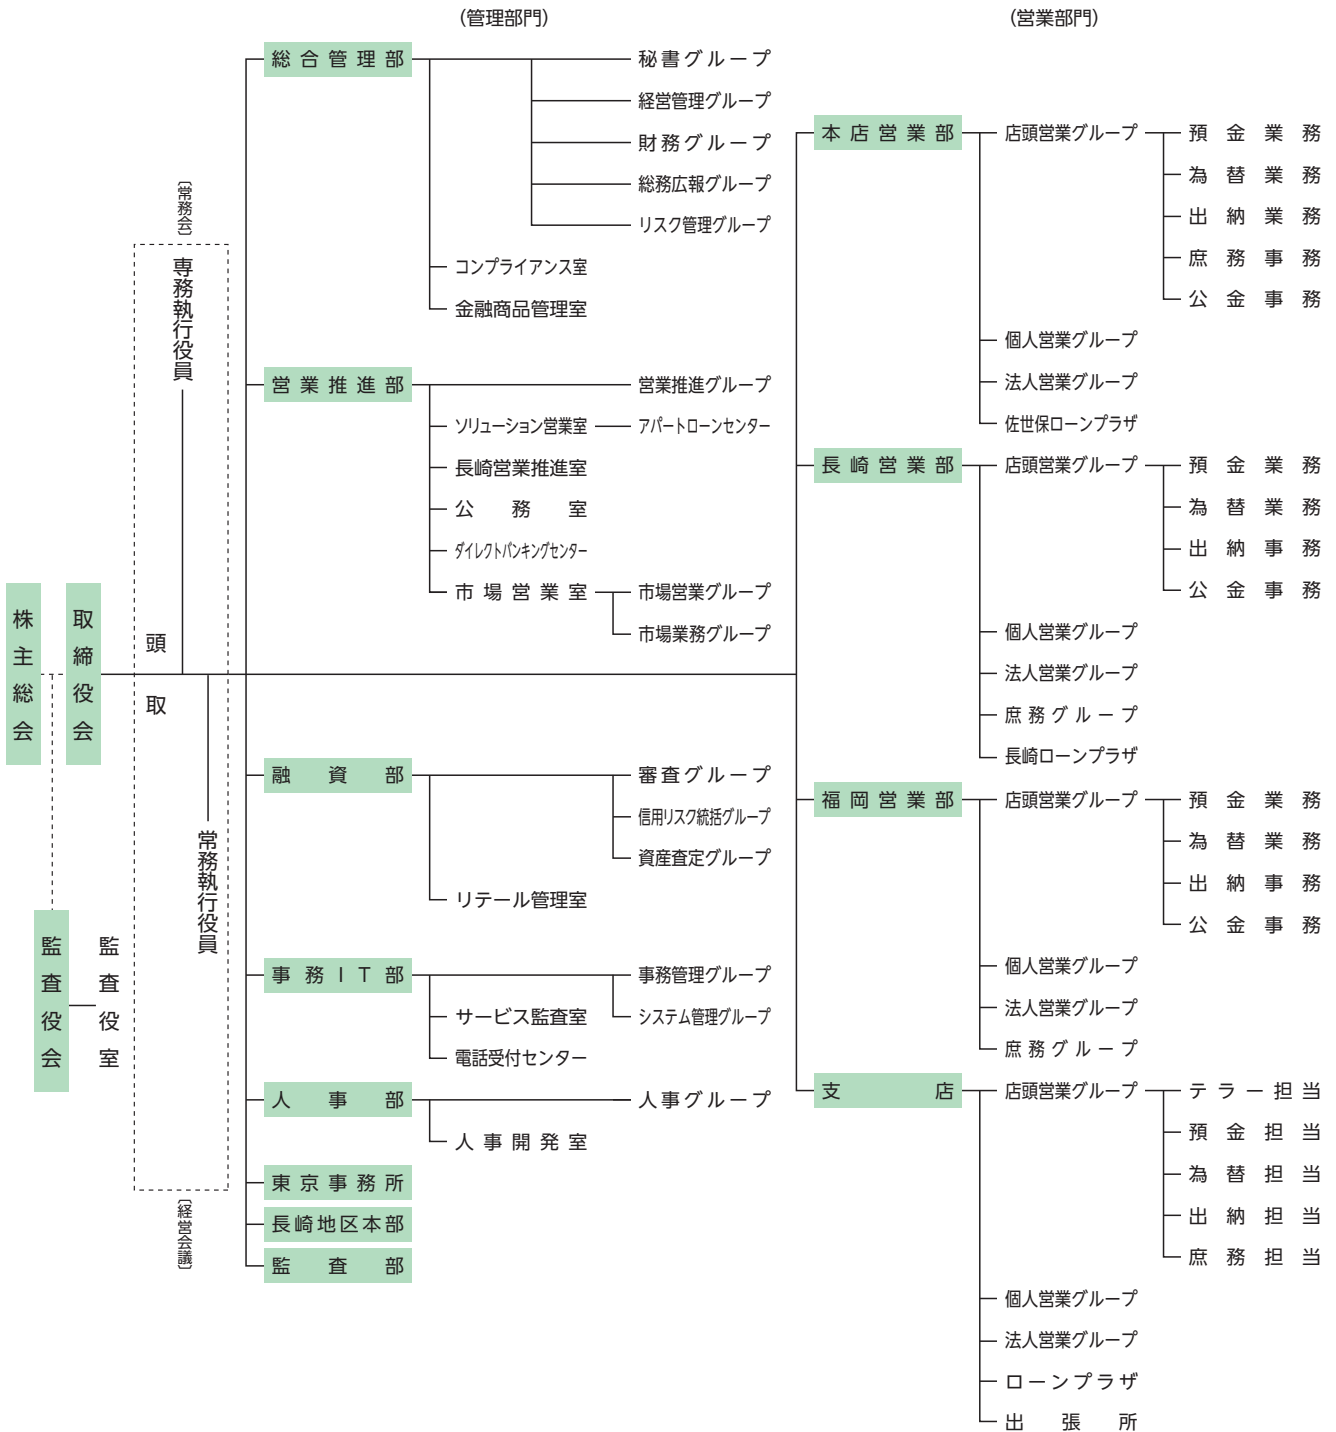 (管理部門)
(営業部門)
株主総会
取締役会
監査役会
監査役室
〔常務会〕
専務執行役員
頭取
常務執行役員
〔経営会議〕
総合管理部
秘書グループ
経営管理グループ
財務グループ
総務広報グループ
リスク管理グループ
コンプライアンス室
金融商品管理室
営業推進部
営業推進グループ
ソリューション営業室
アパートローンセンター
長崎営業推進室
公務室
ダイレクトバンキングセンター
市場営業室
市場営業グループ
市場業務グループ
融資部
審査グループ
信用リスク統括グループ
資産査定グループ
リテール管理室
事務IT部
事務管理グループ
サービス監査室
システム管理グループ
電話受付センター
人事部
人事グループ
人事開発室
東京事務所
長崎地区本部
監査部
本店営業部
店頭営業グループ
預金業務
為替業務
出納業務
庶務事務
公金事務
個人営業グループ
法人営業グループ
佐世保ローンプラザ
長崎営業部
店頭営業グループ
預金業務
為替業務
出納事務
公金事務
個人営業グループ
法人営業グループ
庶務グループ
長崎ローンプラザ
福岡営業部
店頭営業グループ
預金業務
為替業務
出納事務
公金事務
個人営業グループ
法人営業グループ
庶務グループ
支店
店頭営業グループ
テラー担当
預金担当
為替担当
出納担当
庶務担当
個人営業グループ
法人営業グループ
ローンプラザ
出張所